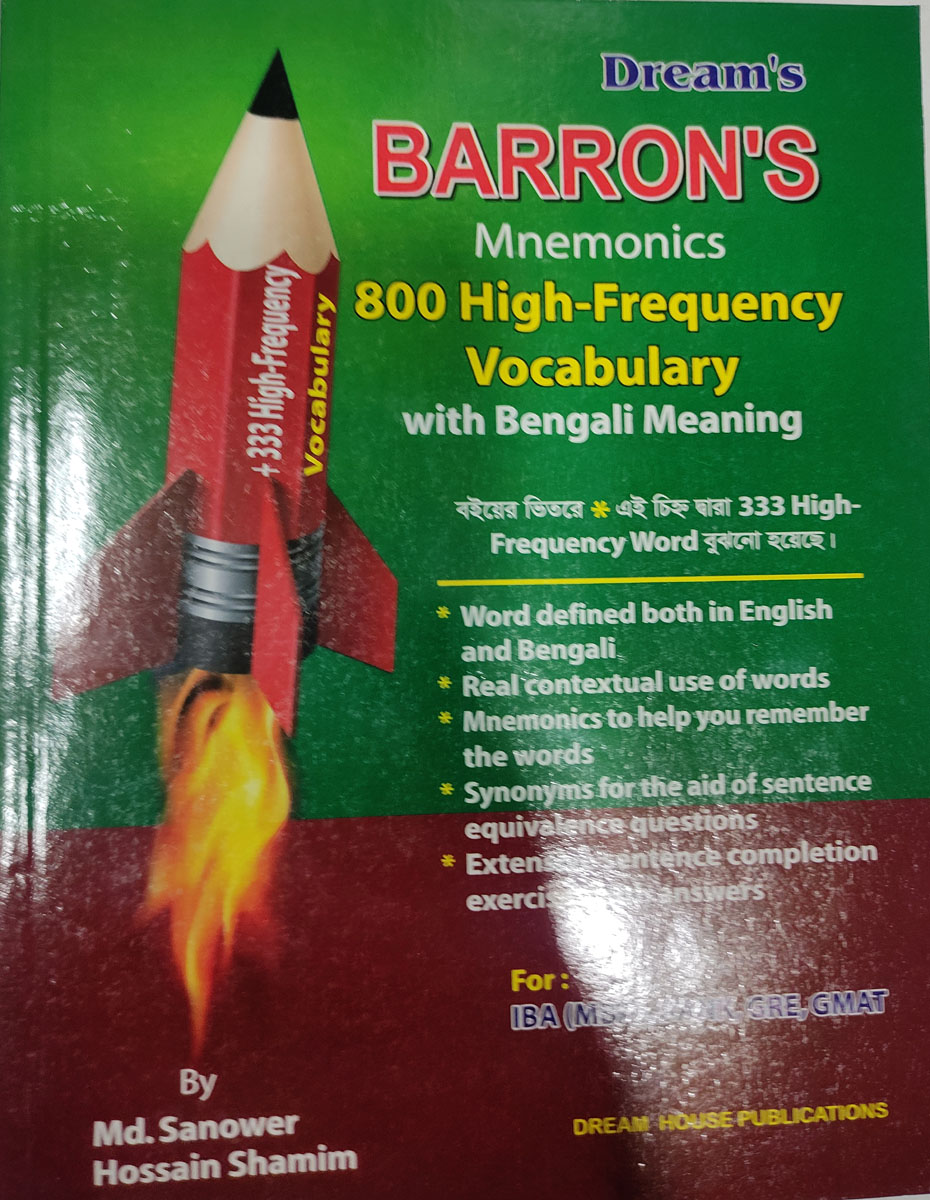 Dream's
BARRON'S
Mnemonics
800 High-Frequency
Vocabulary
with Bengali Meaning
+ 333 High-Frequency
Vocabulary
বইয়ের ভিতরে * এই চিহ্ন দ্বারা 333 High-
Frequency Word বুঝানো হয়েছে।
* Word defined both in English
and Bengali
* Real contextual use of words
* Mnemonics to help you remember
the words
* Synonyms for the aid of sentence
equivalence questions
* sentence completion
answers
For :
IBA GRE, GMAT
By
Md. Sanower
Hossain Shamim
DREAM HOUSE PUBLICATIONS